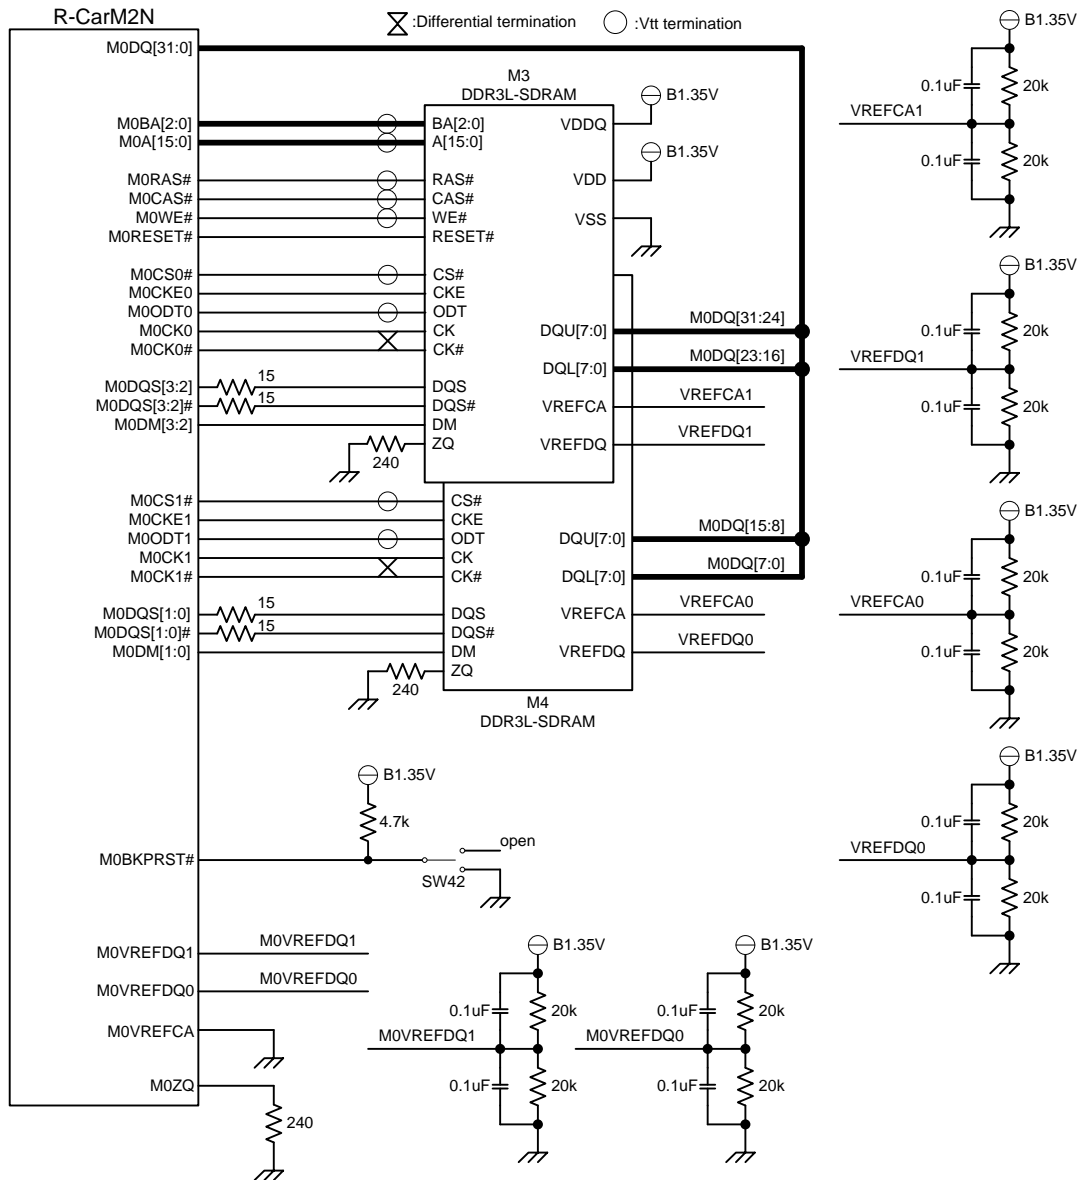 R-CarM2N
:Differential termination
:Vtt termination
M0DQ[31:0]
M0BA[2:0]
M0A[15:0]
M0RAS#
M0CAS#
M0WE#
M0RESET#
M0CS0#
M0CKE0
M0ODT0
M0CK0
M0CK0#
M0DQS[3:2]
15
M0DQS[3:2]#
15
M0DM[3:2]
240
M3
DDR3L-SDRAM
BA[2:0]
A[15:0]
RAS#
CAS#
WE#
RESET#
CS#
CKE
ODT
CK
CK#
DQS
DQS#
DM
ZQ
VDDQ
B1.35V
VDD
B1.35V
VSS
DQU[7:0]
M0DQ[31:24]
DQL[7:0]
M0DQ[23:16]
VREFCA
VREFCA1
VREFDQ
VREFDQ1
M0CS1#
M0CKE1
M0ODT1
M0CK1
M0CK1#
M0DQS[1:0]
15
M0DQS[1:0]#
15
M0DM[1:0]
240
CS#
CKE
ODT
CK
CK#
DQS
DQS#
DM
ZQ
DQU[7:0]
M0DQ[15:8]
DQL[7:0]
M0DQ[7:0]
VREFCA
VREFCA0
VREFDQ
VREFDQ0
M4
DDR3L-SDRAM
B1.35V
4.7k
M0BKPRST#
open
SW42
M0VREFDQ1
M0VREFDQ1
M0VREFDQ0
M0VREFDQ0
M0VREFCA
M0ZQ
240
B1.35V
0.1uF
20k
M0VREFDQ1
0.1uF
20k
B1.35V
0.1uF
20k
M0VREFDQ0
0.1uF
20k
B1.35V
0.1uF
20k
VREFCA1
0.1uF
20k
B1.35V
0.1uF
20k
VREFDQ1
0.1uF
20k
B1.35V
0.1uF
20k
VREFCA0
0.1uF
20k
B1.35V
0.1uF
20k
VREFDQ0
0.1uF
20k